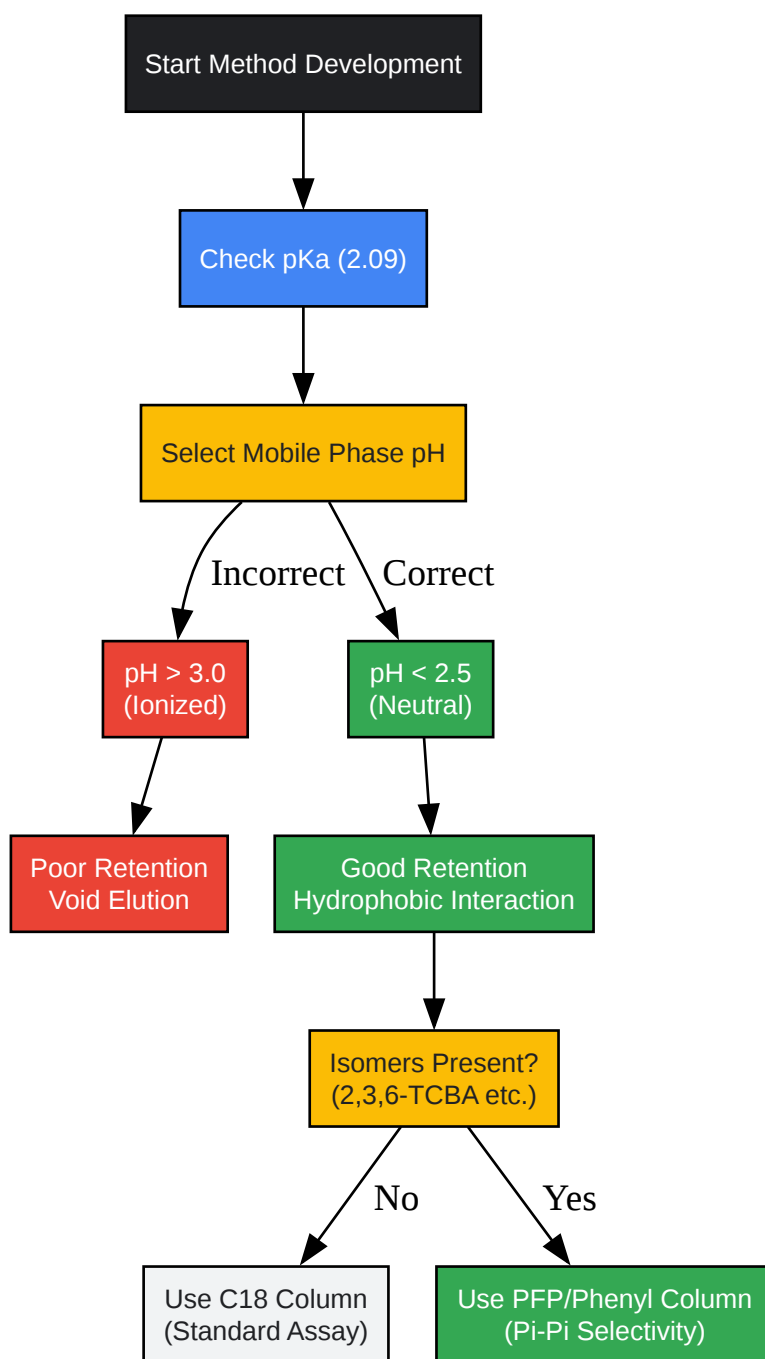 Start Method Development
Check pKa (2.09)
Select Mobile Phase pH
Incorrect
Correct
pH > 3.0
(Ionized)
pH < 2.5
(Neutral)
Poor Retention
Void Elution
Good Retention
Hydrophobic Interaction
Isomers Present?
(2,3,6-TCBA etc.)
No
Yes
Use C18 Column
(Standard Assay)
Use PFP/Phenyl Column
(Pi-Pi Selectivity)